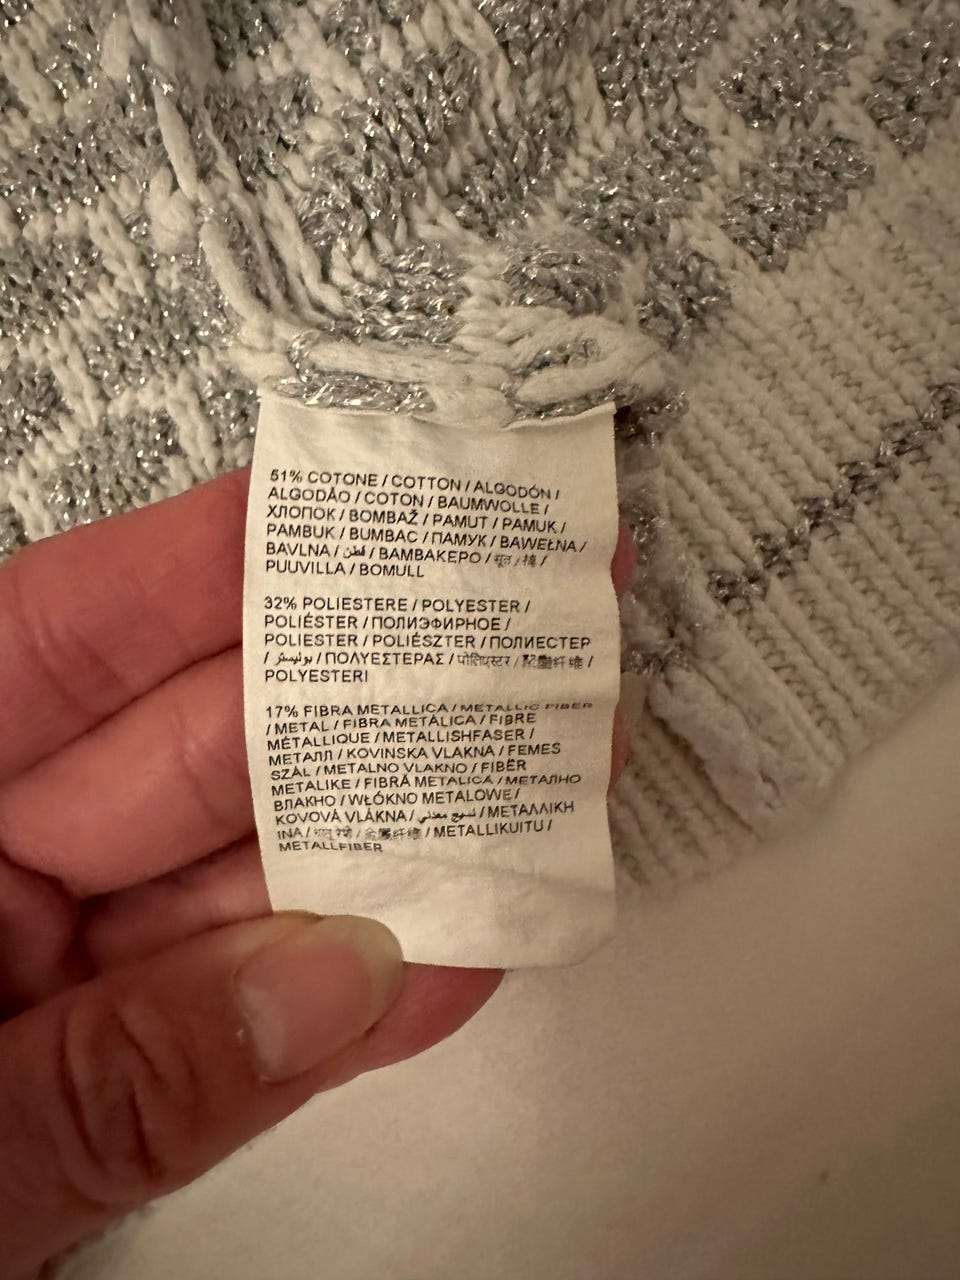 51% COTONE / COTTON / ALGODÓN /
ALGODÃO / COTON / BAUMWOLLE /
ХЛОПОК / BOMBAŽ / PAMUT / PAMUK /
PAMBUK / BUMBAC / ПАМУК / BAWEŁNA /
BAVLNA / قطن / ΒΑΜΒΑΚΕΡΟ / सूत / 棉 /
PUUVILLA / BOMULL
32% POLIESTERE / POLYESTER /
POLIÉSTER / ПОЛИЭФИРНОЕ /
POLIESTER / POLIÉSZTER / ПОЛИЕСТЕР
/ بوليستر / ΠΟΛΥΕΣΤΕΡΑΣ / पोलिएस्टर / 聚酯纤维 /
POLYESTERI
17% FIBRA METALLICA / METALLIC FIBER
/ METAL / FIBRA METÁLICA / FIBRE
MÉTALLIQUE / METALLISHFASER /
МЕТАЛЛ / KOVINSKA VLAKNA / FEMES
SZÁL / METALNO VLAKNO / FIBËR
METALIKE / FIBRĂ METALICĂ / МЕТАЛНО
ВЛАКНО / WŁÓKNO METALOWE /
KOVOVÁ VLÁKNA / نسيج معدني / ΜΕΤΑΛΛΙΚΗ
ΙΝΑ / / 金属纤维 / METALLIKUITU /
METALLFIBER